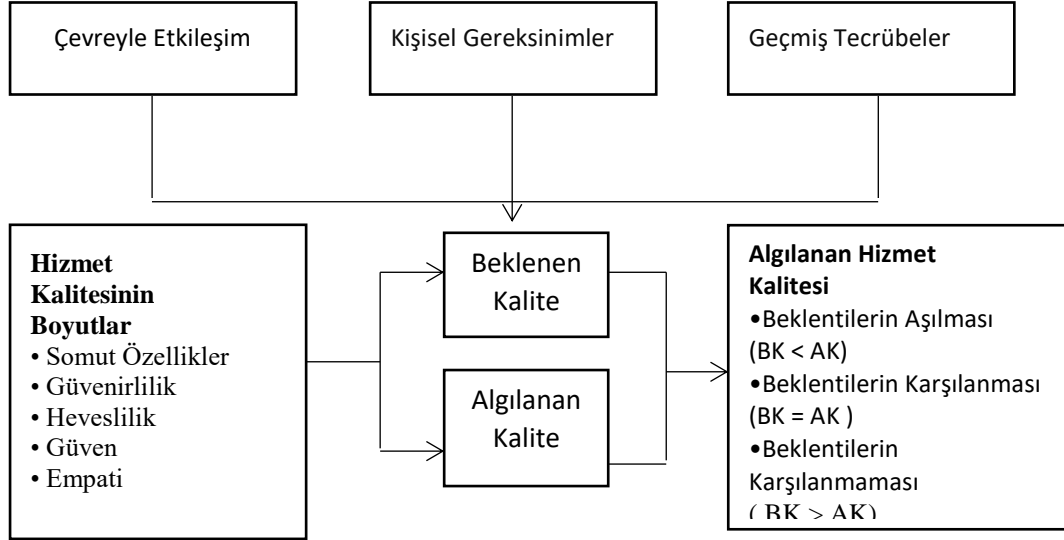 Çevreyle Etkileşim
Kişisel Gereksinimler
Geçmiş Tecrübeler
Hizmet
Kalitesinin
Boyutlar
• Somut Özellikler
• Güvenirlilik
• Heveslilik
• Güven
• Empati
Beklenen
Kalite
Algılanan
Kalite
Algılanan Hizmet
Kalitesi
•Beklentilerin Aşılması
(BK < AK)
•Beklentilerin Karşılanması
(BK = AK )
•Beklentilerin
Karşılanmaması
( BK > AK)